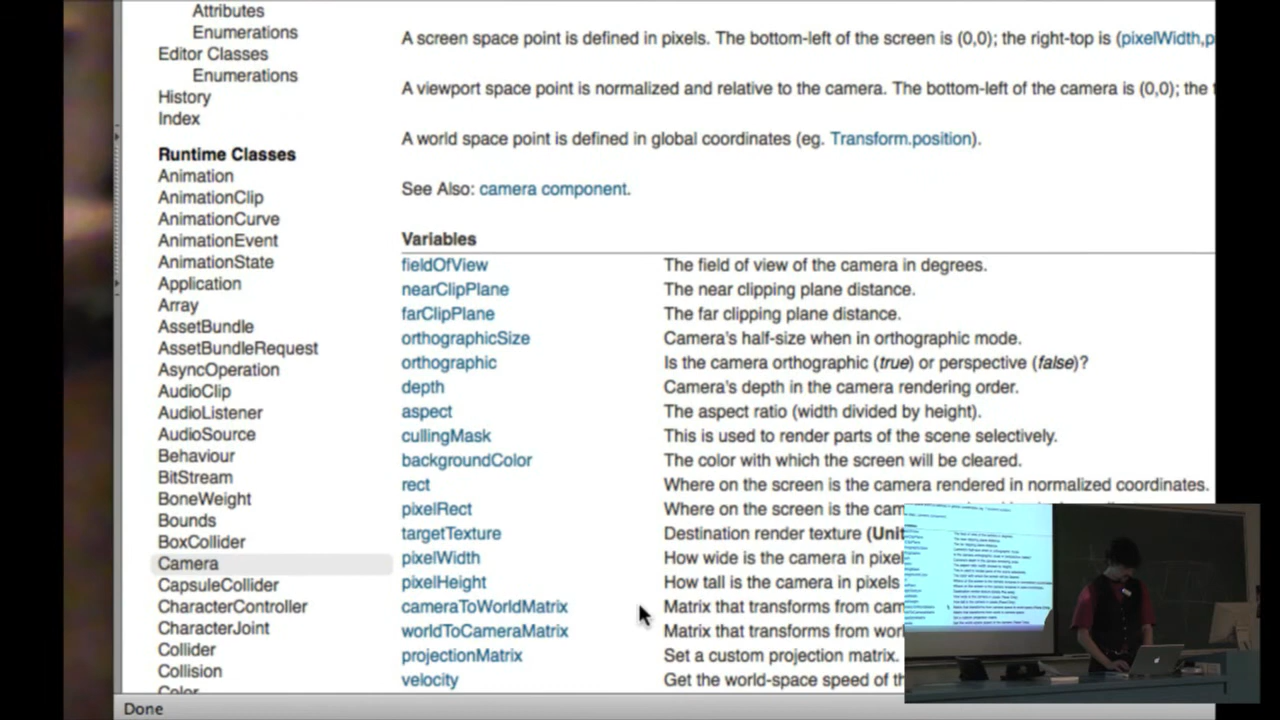 Attributes
Enumerations
Editor Classes
Enumerations
History
Index
Runtime Classes
Animation
AnimationClip
AnimationCurve
AnimationEvent
AnimationState
Application
Array
AssetBundle
AssetBundleRequest
AsyncOperation
AudioClip
AudioListener
AudioSource
Behaviour
BitStream
BoneWeight
Bounds
BoxCollider
Camera
CapsuleCollider
CharacterController
CharacterJoint
Collider
Collision
Color
A screen space point is defined in pixels. The bottom-left of the screen is (0,0); the right-top is (pixelWidth,p
A viewport space point is normalized and relative to the camera. The bottom-left of the camera is (0,0); the
A world space point is defined in global coordinates (eg. Transform.position).
See Also: camera component.
Variables
fieldOfView The field of view of the camera in degrees.
nearClipPlane The near clipping plane distance.
farClipPlane The far clipping plane distance.
orthographicSize Camera's half-size when in orthographic mode.
orthographic Is the camera orthographic (true) or perspective (false)?
depth Camera's depth in the camera rendering order.
aspect The aspect ratio (width divided by height).
cullingMask This is used to render parts of the scene selectively.
backgroundColor The color with which the screen will be cleared.
rect Where on the screen is the camera rendered in normalized coordinates.
pixelRect Where on the screen is the cam
targetTexture Destination render texture (Unit
pixelWidth How wide is the camera in pixel
pixelHeight How tall is the camera in pixels
cameraToWorldMatrix Matrix that transforms from cam
worldToCameraMatrix Matrix that transforms from wor
projectionMatrix Set a custom projection matrix.
velocity Get the world-space speed of th
Done